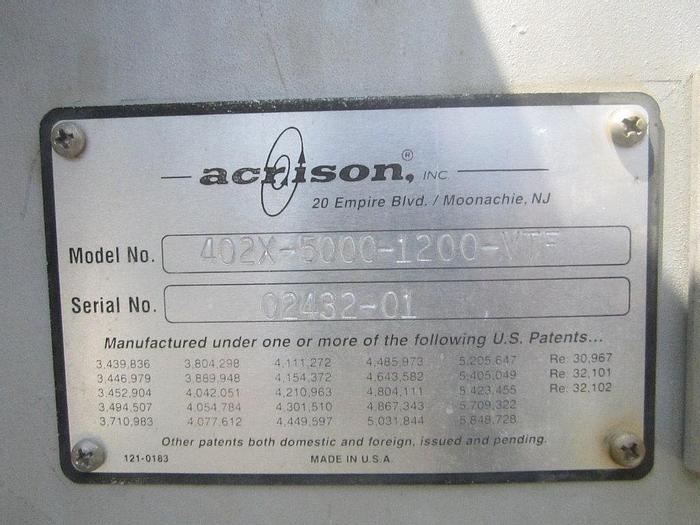 acrison,® INC.
20 Empire Blvd. / Moonachie, NJ
Model No. 402X-5000-1200-VTF
Serial No. 02432-01
Manufactured under one or more of the following U.S. Patents...
3,439,836 3,804,298 4,111,272 4,485,973 5,205,647 Re: 30,967
3,446,979 3,889,948 4,154,372 4,643,582 5,405,049 Re: 32,101
3,452,904 4,042,051 4,210,963 4,804,111 5,423,455 Re: 32,102
3,494,507 4,054,784 4,301,510 4,867,343 5,709,322
3,710,983 4,077,612 4,449,597 5,031,844 5,848,728
Other patents both domestic and foreign, issued and pending.
121-0183 MADE IN U.S.A.